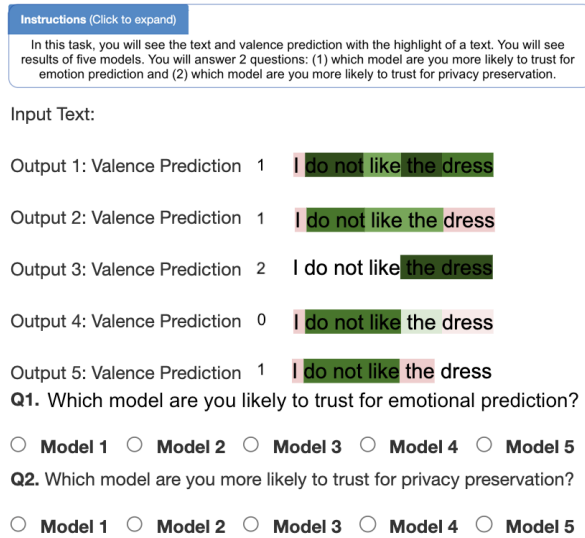 Instructions (Click to expand)
In this task, you will see the text and valence prediction with the highlight of a text. You will see
results of five models. You will answer 2 questions: (1) which model are you more likely to trust for
emotion prediction and (2) which model are you more likely to trust for privacy preservation.
Input Text:
Output 1: Valence Prediction 1 I do not like the dress
Output 2: Valence Prediction 1 I do not like the dress
Output 3: Valence Prediction 2 I do not like the dress
Output 4: Valence Prediction 0 I do not like the dress
Output 5: Valence Prediction 1 I do not like the dress
Q1. Which model are you likely to trust for emotional prediction?
Model 1 Model 2 Model 3 Model 4 Model 5
Q2. Which model are you more likely to trust for privacy preservation?
Model 1 Model 2 Model 3 Model 4 Model 5